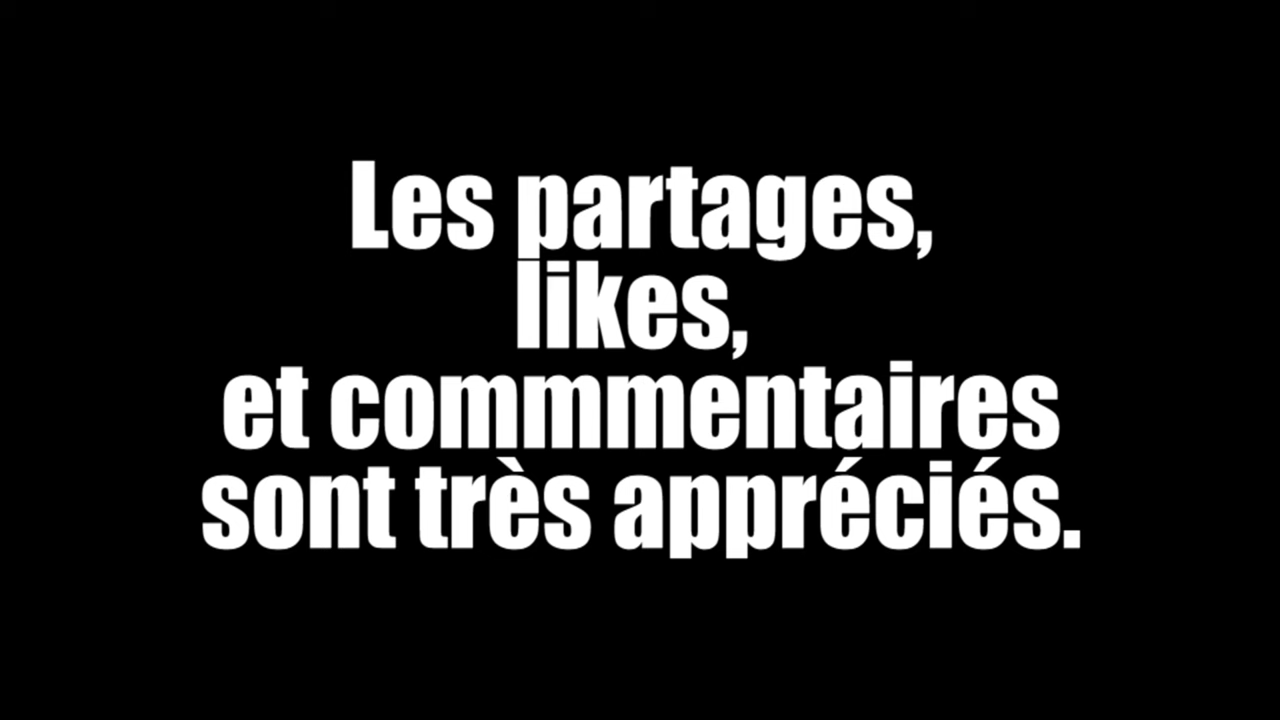 Les partages,
likes,
et commmentaires
sont très appréciés.